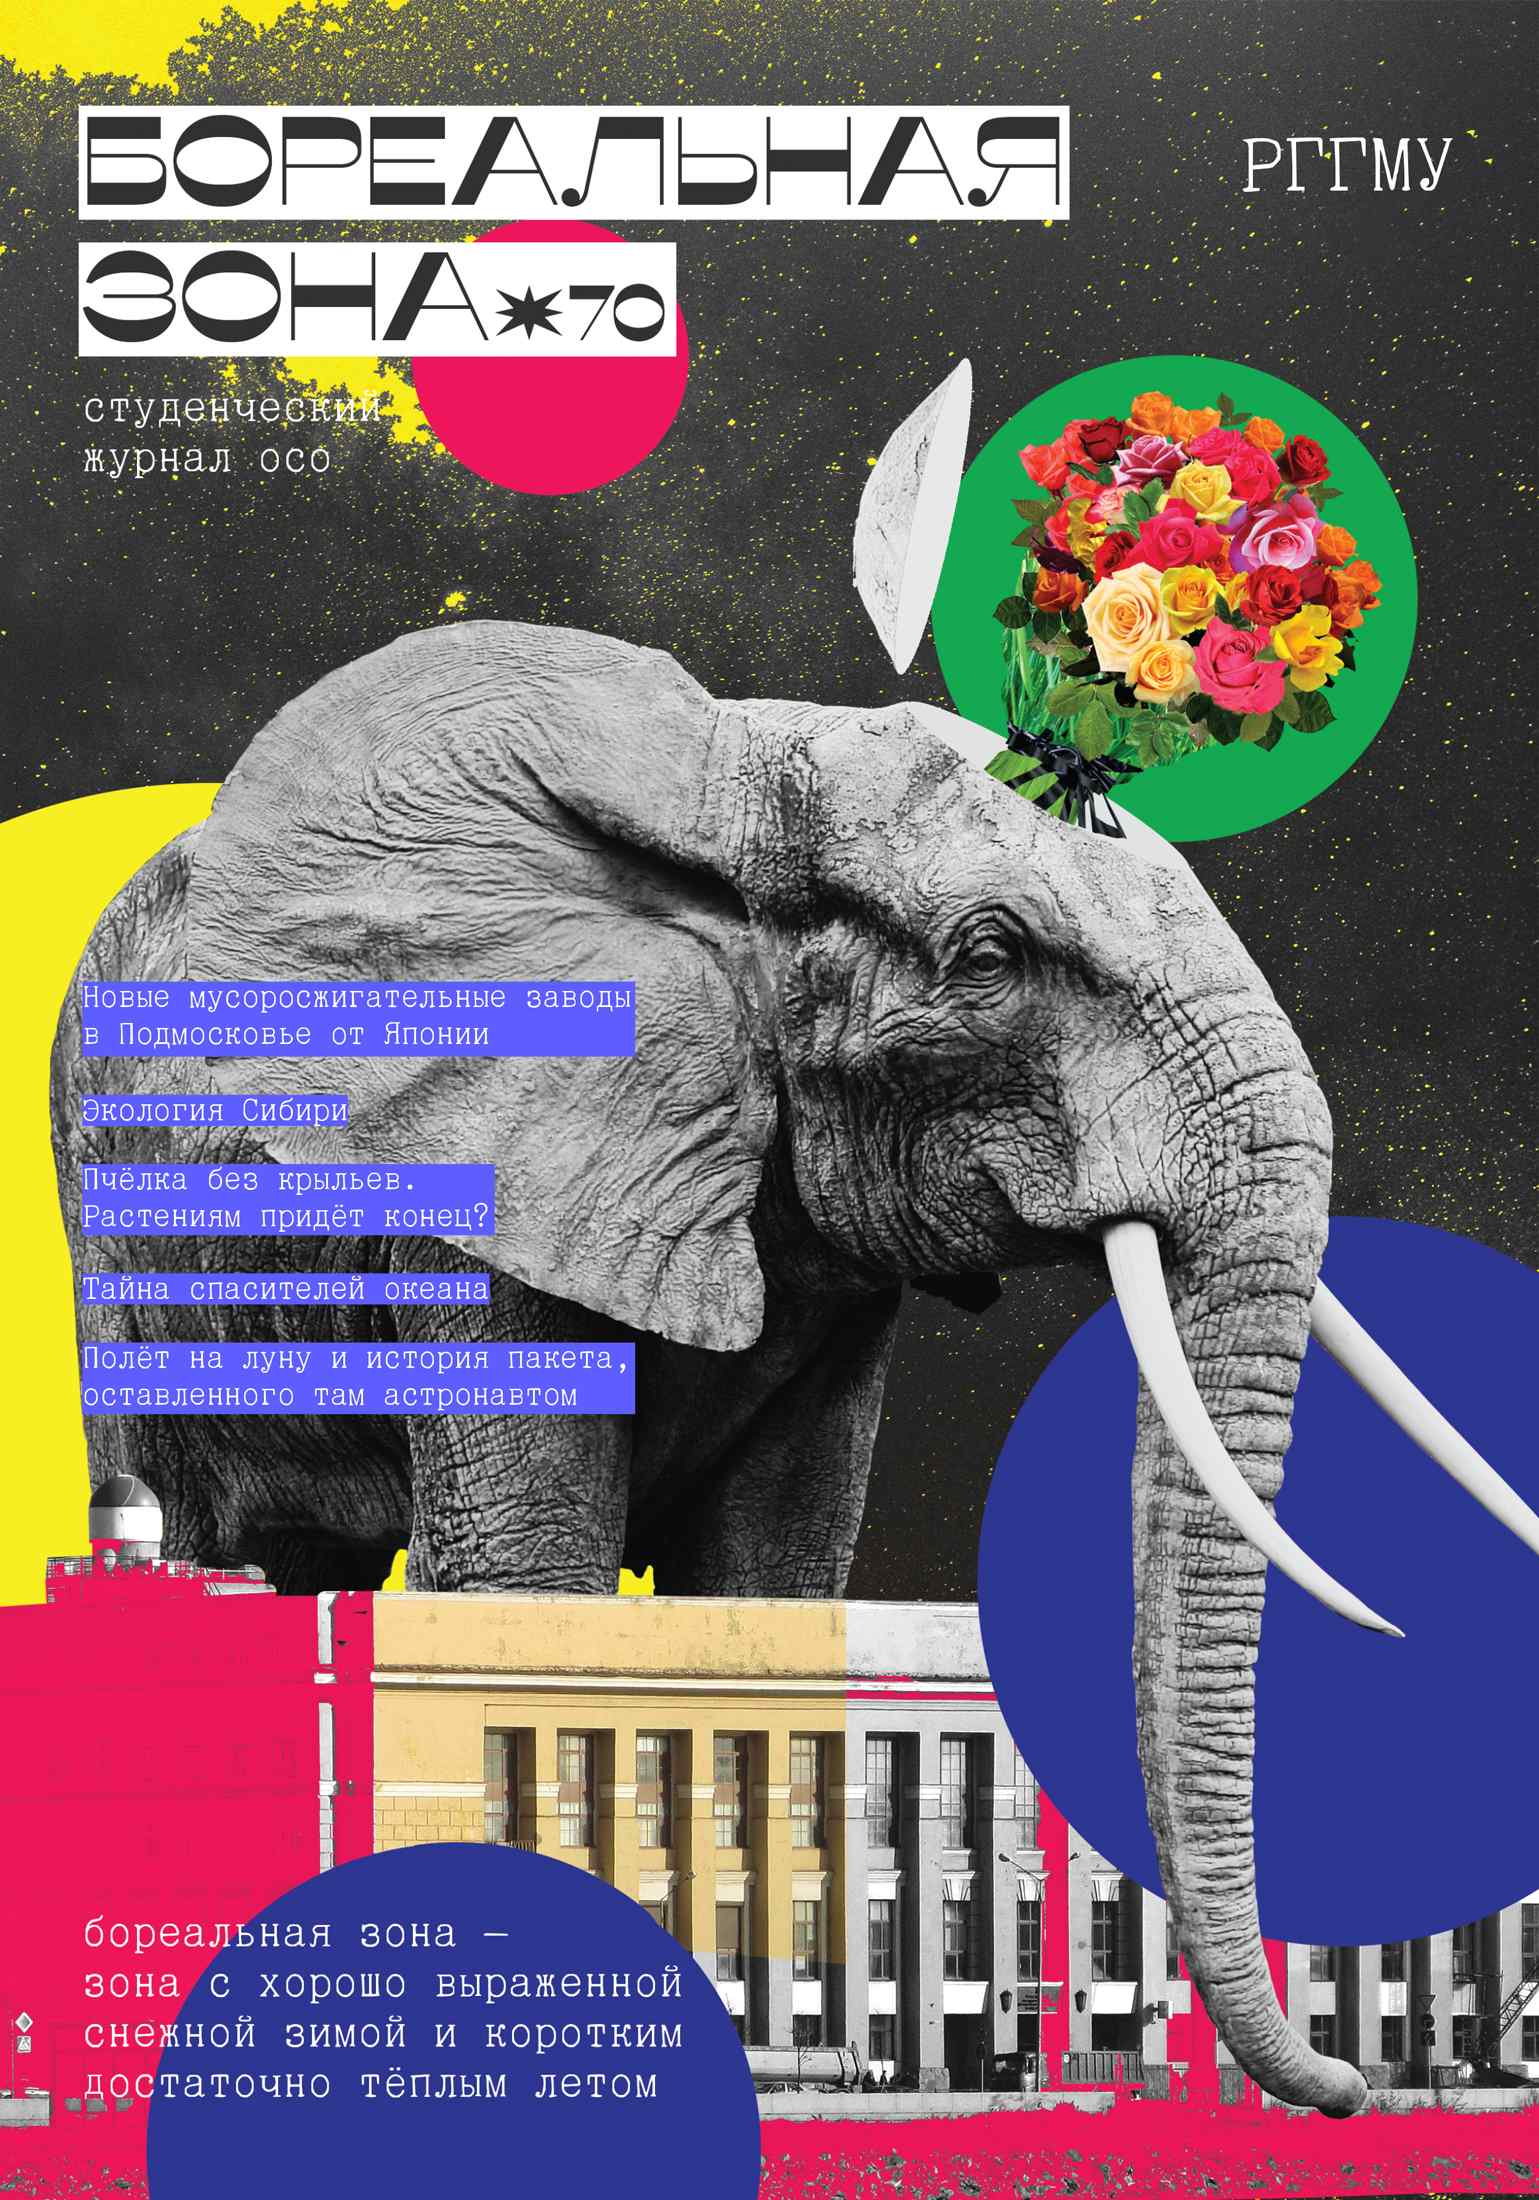 БОРЕАЛЬНАЯ
ЗОНА✷70
РГГМУ
студенческий
журнал осо
Новые мусоросжигательные заводы
в Подмосковье от Японии
Экология Сибири
Пчёлка без крыльев.
Растениям придёт конец?
Тайна спасителей океана
Полёт на луну и история пакета,
оставленного там астронавтом
бореальная зона –
зона с хорошо выраженной
снежной зимой и коротким
достаточно тёплым летом